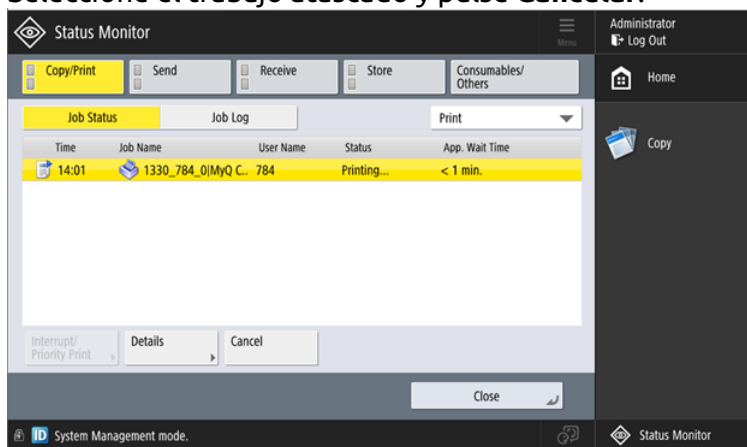 Seleccione el trabajo atascado y pulse Cancelar.
Status Monitor
Menu
Administrator
Log Out
Copy/Print
Send
Receive
Store
Consumables/
Others
Home
Job Status
Job Log
Print
Copy
Time Job Name User Name Status App. Wait Time
14:01 1330_784_0|MyQ C.. 784 Printing... < 1 min.
Interrupt/
Priority Print
Details
Cancel
Close
ID System Management mode.
Status Monitor